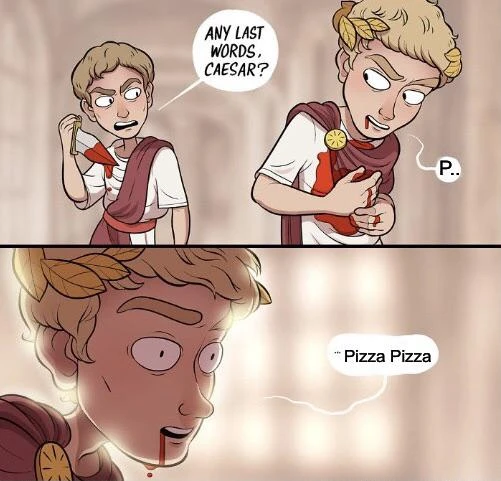 ANY LAST
WORDS,
CAESAR?
P..
... Pizza Pizza